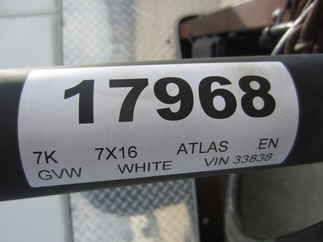 17968
7K 7X16 ATLAS EN
GVW WHITE VIN 33838